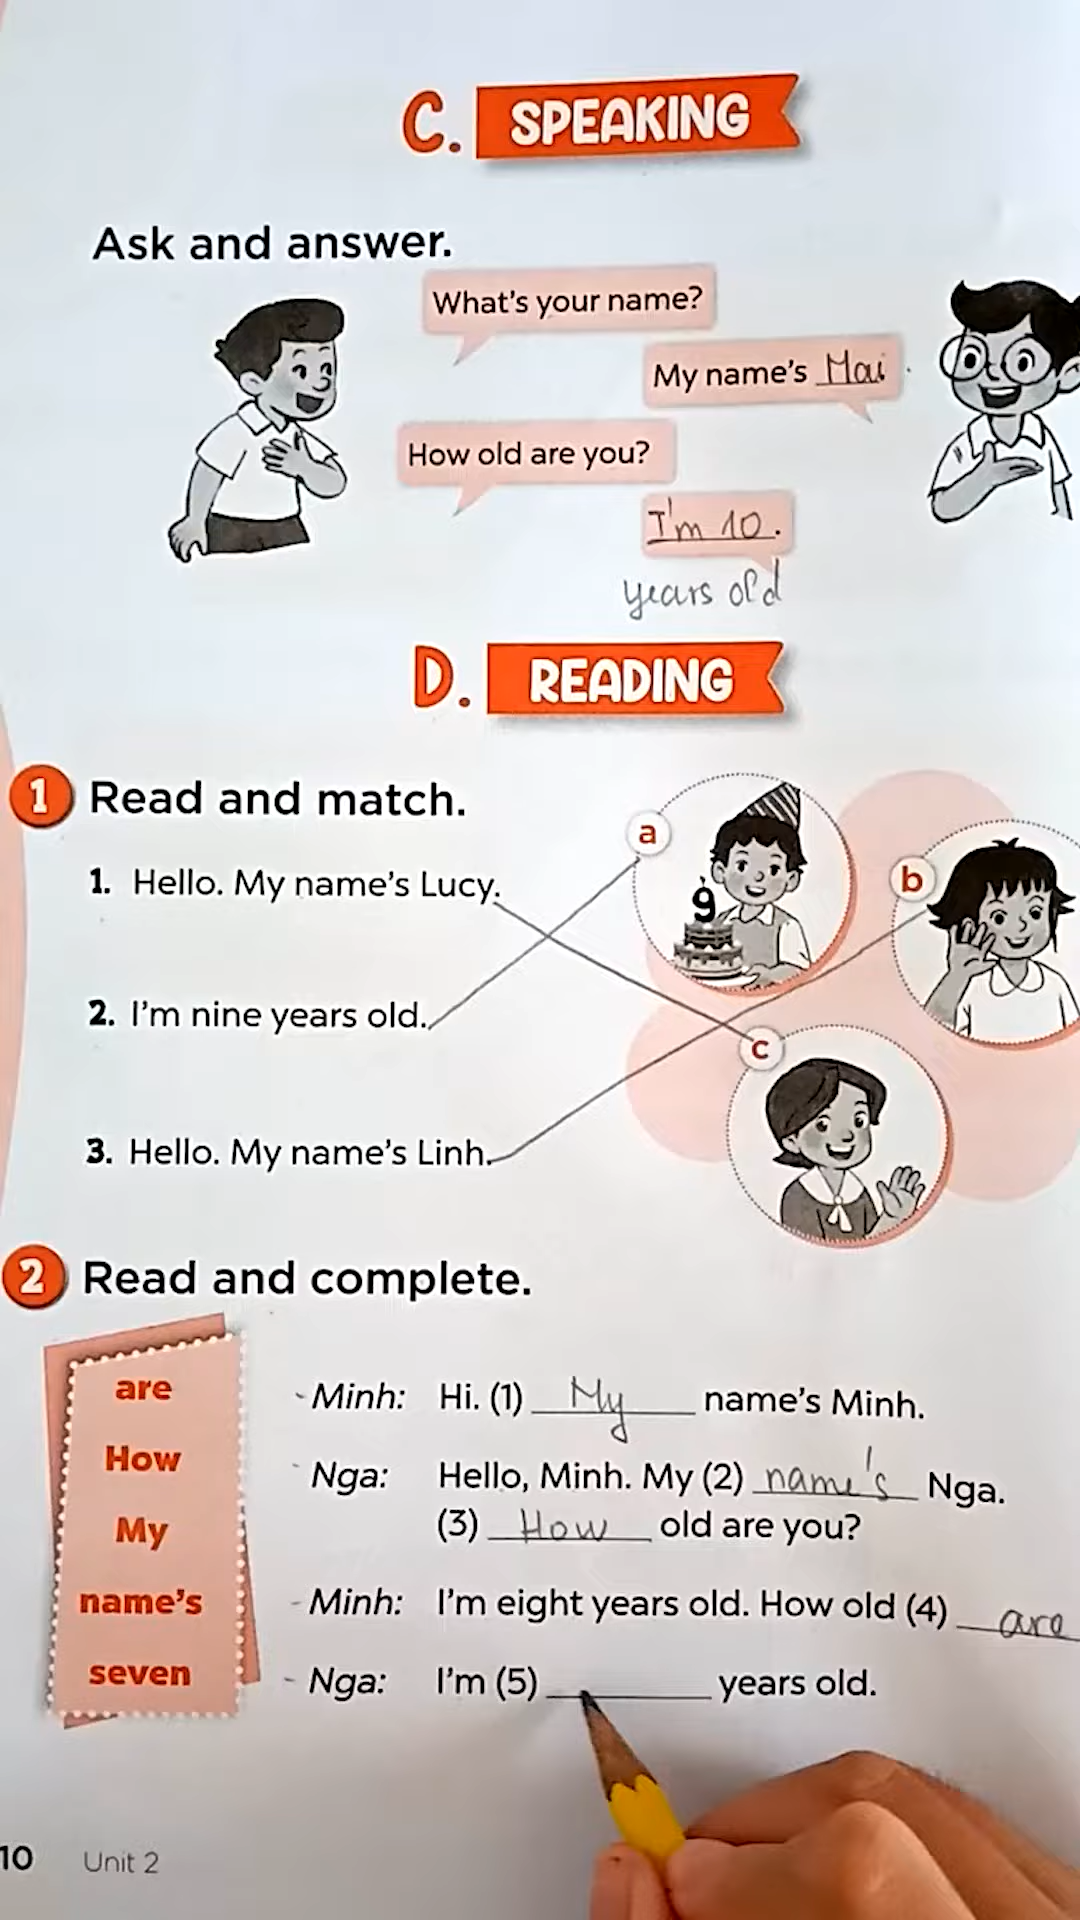 C. SPEAKING
Ask and answer.
What's your name?
My name's Mai
How old are you?
I'm 10.
years old
D. READING
1 Read and match.
a
1. Hello. My name's Lucy.
b
9
2. I'm nine years old.
c
3. Hello. My name's Linh.
2 Read and complete.
are
How
My
name's
seven
- Minh: Hi. (1) My name's Minh.
Nga: Hello, Minh. My (2) name's Nga.
(3) How old are you?
- Minh: I'm eight years old. How old (4) are
- Nga: I'm (5) ______ years old.
10 Unit 2